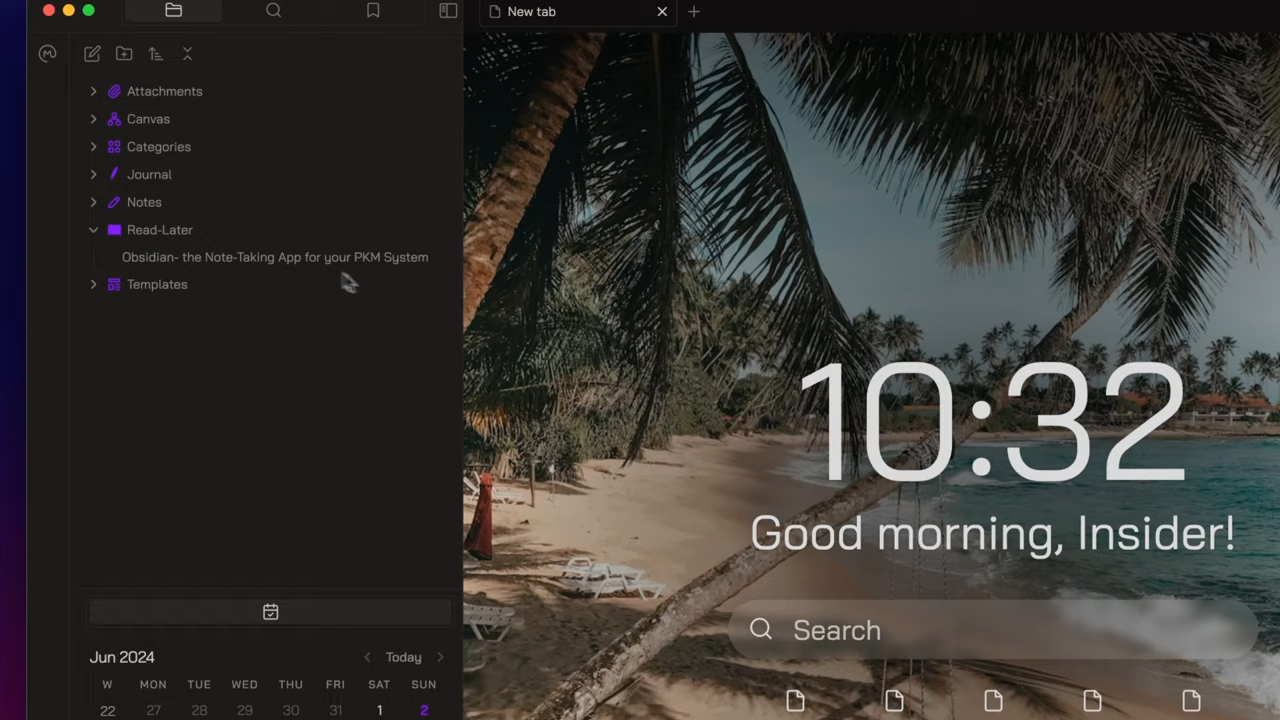 New tab
Attachments
Canvas
Categories
Journal
Notes
Read-Later
Obsidian- the Note-Taking App for your PKM System
Templates
10:32
Good morning, Insider!
Search
Jun 2024
Today
W MON TUE WED THU FRI SAT SUN
22 27 28 29 30 31 1 2